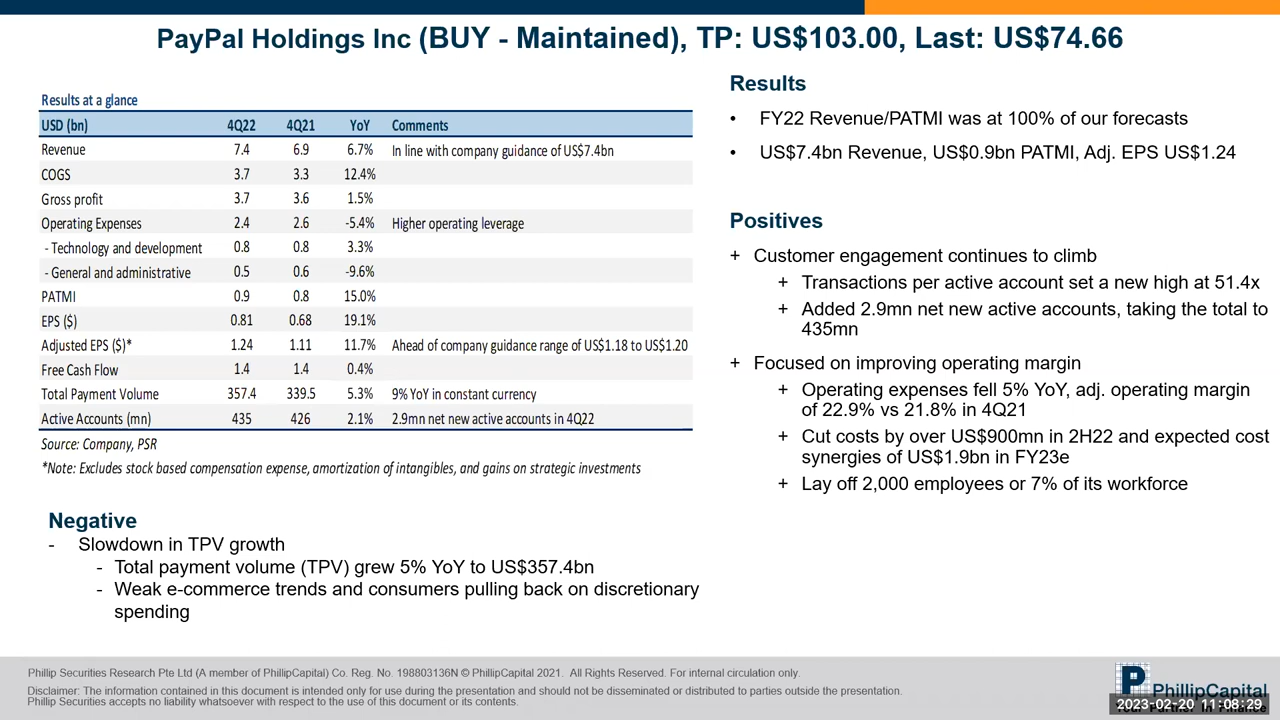 PayPal Holdings Inc (BUY - Maintained), TP: US$103.00, Last: US$74.66
Results at a glance
USD (bn) 4Q22 4Q21 YoY Comments
Revenue 7.4 6.9 6.7% In line with company guidance of US$7.4bn
COGS 3.7 3.3 12.4%
Gross profit 3.7 3.6 1.5%
Operating Expenses 2.4 2.6 -5.4% Higher operating leverage
- Technology and development 0.8 0.8 3.3%
- General and administrative 0.5 0.6 -9.6%
PATMI 0.9 0.8 15.0%
EPS ($) 0.81 0.68 19.1%
Adjusted EPS ($)* 1.24 1.11 11.7% Ahead of company guidance range of US$1.18 to US$1.20
Free Cash Flow 1.4 1.4 0.4%
Total Payment Volume 357.4 339.5 5.3% 9% YoY in constant currency
Active Accounts (mn) 435 426 2.1% 2.9mn net new active accounts in 4Q22
Source: Company, PSR
*Note: Excludes stock based compensation expense, amortization of intangibles, and gains on strategic investments
Negative
- Slowdown in TPV growth
- Total payment volume (TPV) grew 5% YoY to US$357.4bn
- Weak e-commerce trends and consumers pulling back on discretionary
spending
Results
• FY22 Revenue/PATMI was at 100% of our forecasts
• US$7.4bn Revenue, US$0.9bn PATMI, Adj. EPS US$1.24
Positives
+ Customer engagement continues to climb
+ Transactions per active account set a new high at 51.4x
+ Added 2.9mn net new active accounts, taking the total to
435mn
+ Focused on improving operating margin
+ Operating expenses fell 5% YoY, adj. operating margin
of 22.9% vs 21.8% in 4Q21
+ Cut costs by over US$900mn in 2H22 and expected cost
synergies of US$1.9bn in FY23e
+ Lay off 2,000 employees or 7% of its workforce
Phillip Securities Research Pte Ltd (A member of PhillipCapital) Co. Reg. No. 198803136N © PhillipCapital 2021. All Rights Reserved. For internal circulation only.
Disclaimer: The information contained in this document is intended only for use during the presentation and should not be disseminated or distributed to parties outside the presentation.
Phillip Securities accepts no liability whatsoever with respect to the use of this document or its contents.
PhillipCapital
Your Partner In Finance
2023-02-20 11:08:29